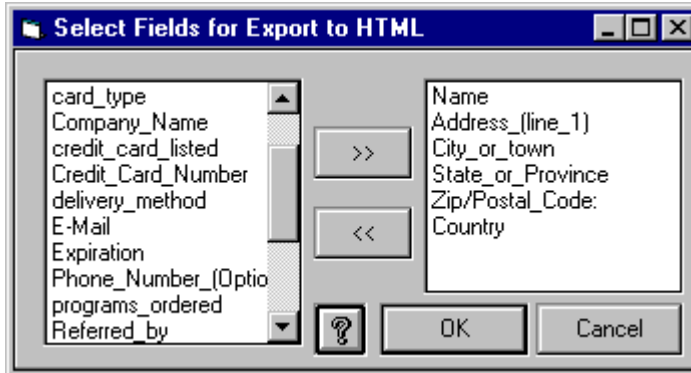 Select Fields for Export to HTML
card_type
Company_Name
credit_card_listed
Credit_Card_Number
delivery_method
E-Mail
Expiration
Phone_Number_(Optio
programs_ordered
Referred_by
>>
<<
Name
Address_(line_1)
City_or_town
State_or_Province
Zip/Postal_Code:
Country
?
OK
Cancel